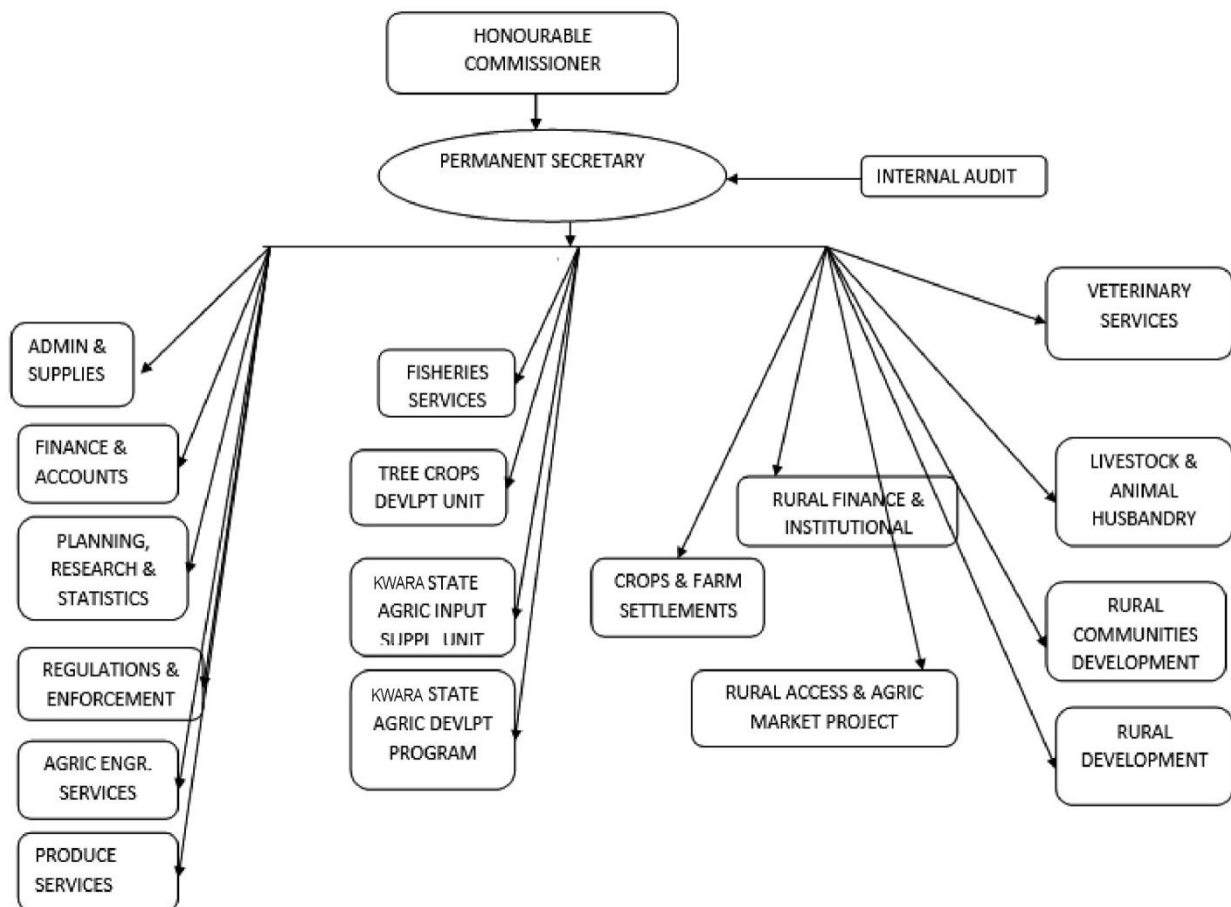 HONOURABLE
COMMISSIONER
PERMANENT SECRETARY
INTERNAL AUDIT
ADMIN &
SUPPLIES
FINANCE &
ACCOUNTS
PLANNING,
RESEARCH &
STATISTICS
REGULATIONS &
ENFORCEMENT
AGRIC ENGR.
SERVICES
PRODUCE
SERVICES
FISHERIES
SERVICES
TREE CROPS
DEVLPT UNIT
KWARA STATE
AGRIC INPUT
SUPPL. UNIT
KWARA STATE
AGRIC DEVLPT
PROGRAM
RURAL FINANCE &
INSTITUTIONAL
CROPS & FARM
SETTLEMENTS
RURAL ACCESS & AGRIC
MARKET PROJECT
VETERINARY
SERVICES
LIVESTOCK &
ANIMAL
HUSBANDRY
RURAL
COMMUNITIES
DEVELOPMENT
RURAL
DEVELOPMENT